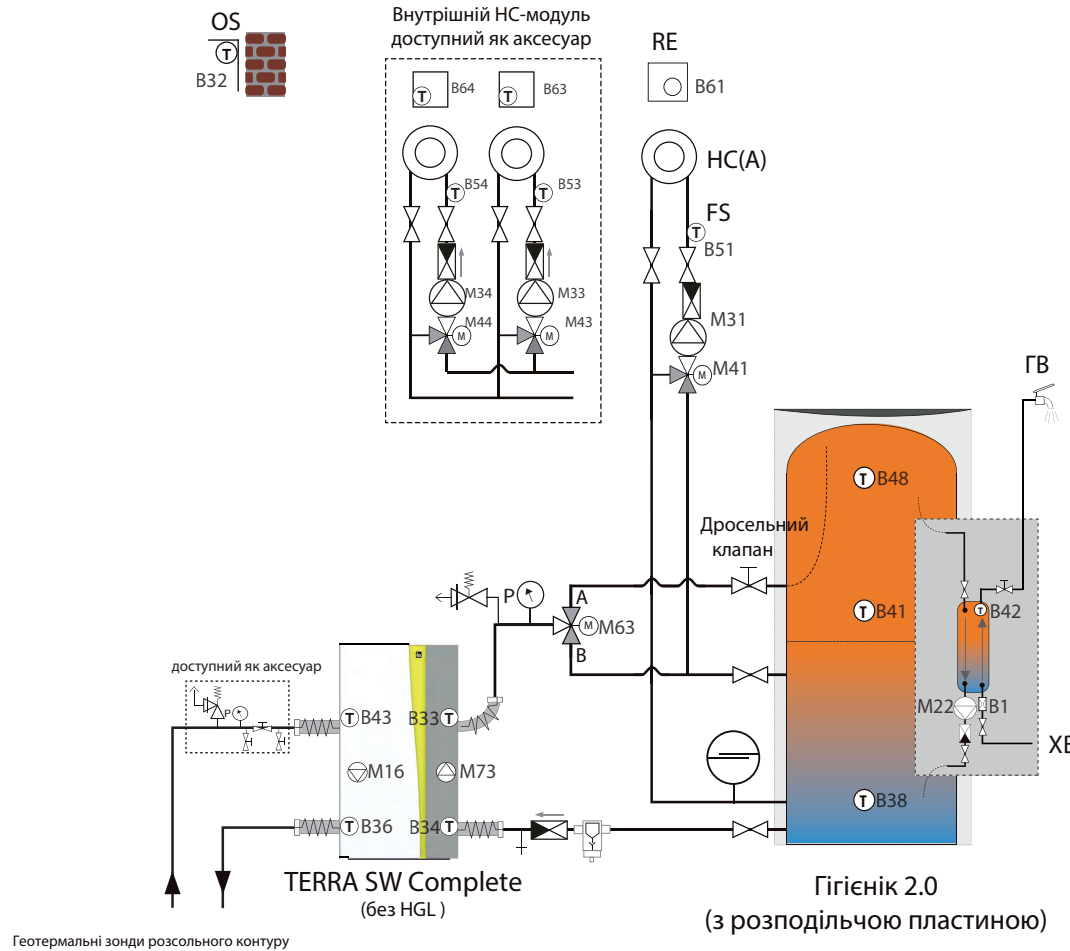 OS
T
B32
Внутрішній НС-модуль
доступний як аксесуар
T
B64
T
B63
RE
B61
HC(A)
T
B54
T
B53
FS
T
B51
M34
M33
M31
M44
M
M43
M
M41
M
ГВ
T B48
Дросельний
клапан
P
A
M M63
B
T B41
T B42
доступний як аксесуар
P
T B43
B33 T
M16
M73
M22
B1
ХВ
T B36
B34 T
T B38
TERRA SW Complete
(без HGL )
Гігієнік 2.0
(з розподільчою пластиною)
Геотермальні зонди розсольного контуру